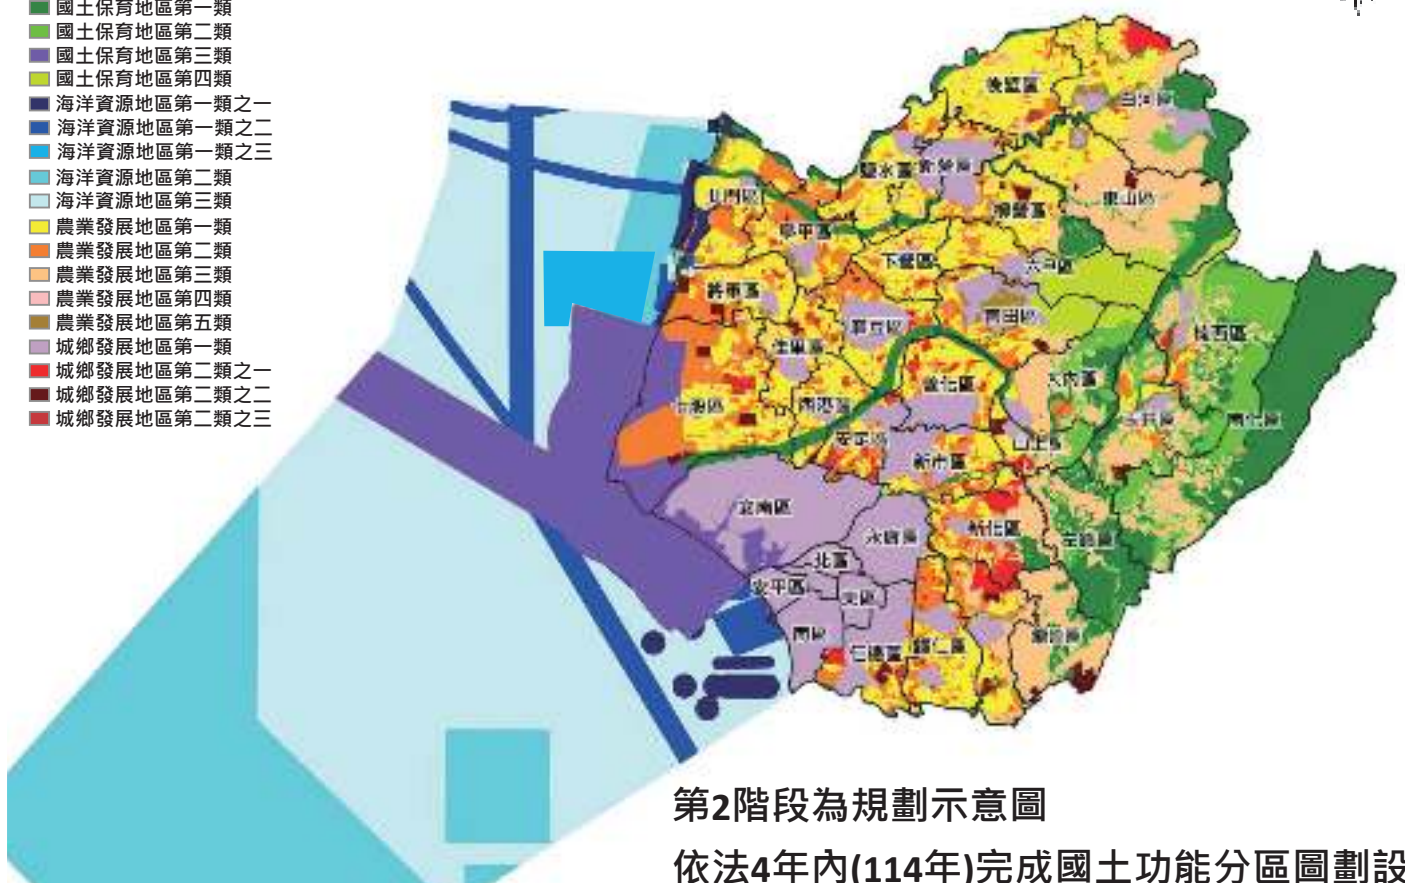 國土保育地區第一類
國土保育地區第二類
國土保育地區第三類
國土保育地區第四類
海洋資源地區第一類之一
海洋資源地區第一類之二
海洋資源地區第一類之三
海洋資源地區第二類
海洋資源地區第三類
農業發展地區第一類
農業發展地區第二類
農業發展地區第三類
農業發展地區第四類
農業發展地區第五類
城鄉發展地區第一類
城鄉發展地區第二類之一
城鄉發展地區第二類之二
城鄉發展地區第二類之三
後壁區
白河區
鹽水區
新營區
北門區
柳營區
東山區
學甲區
下營區
六甲區
將軍區
麻豆區
官田區
楠西區
佳里區
大內區
七股區
西港區
善化區
玉井區
南化區
安定區
新市區
山上區
安南區
永康區
新化區
左鎮區
北區
安平區
東區
南區
仁德區
歸仁區
龍崎區
第2階段為規劃示意圖
依法4年內(114年)完成國土功能分區圖劃設